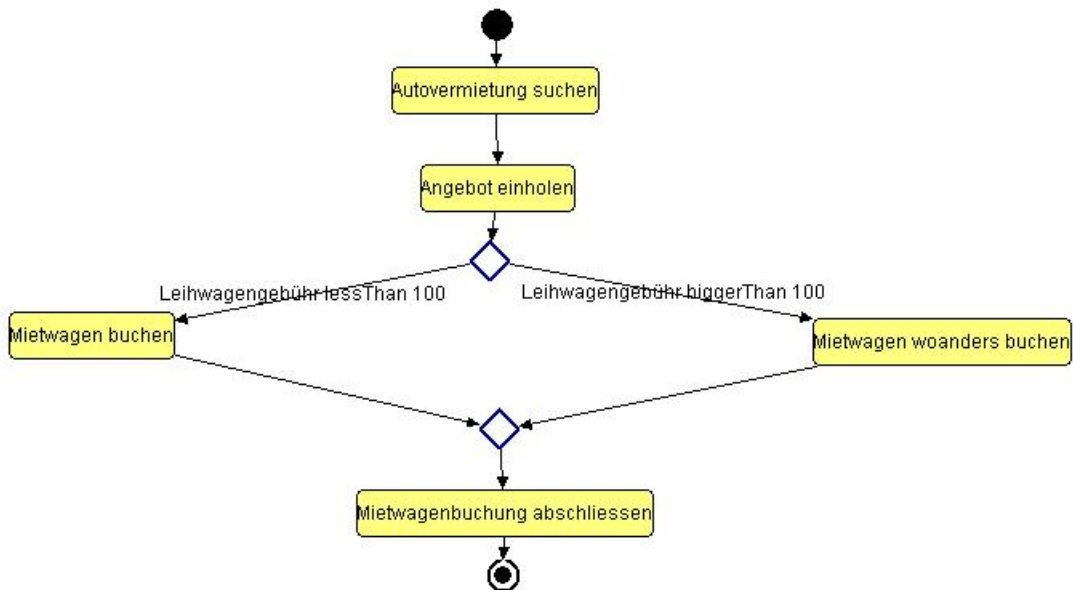 Autovermietung suchen
Angebot einholen
Leihwagengebühr lessThan 100
Leihwagengebühr biggerThan 100
Mietwagen buchen
Mietwagen woanders buchen
Mietwagenbuchung abschliessen